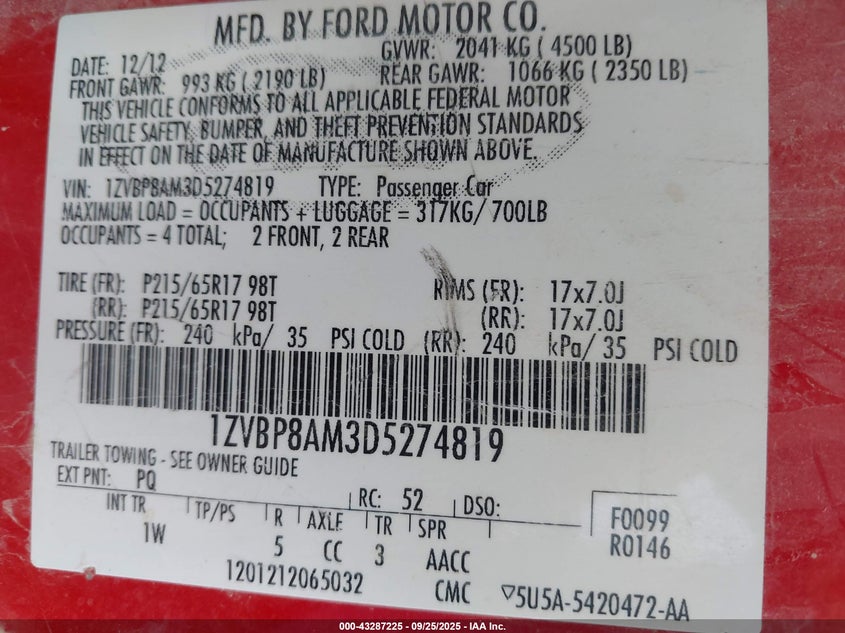 MFD. BY FORD MOTOR CO.
DATE: 12/12
GVWR: 2041 KG ( 4500 LB)
FRONT GAWR: 993 KG ( 2190 LB)
REAR GAWR: 1066 KG ( 2350 LB)
THIS VEHICLE CONFORMS TO ALL APPLICABLE FEDERAL MOTOR
VEHICLE SAFETY, BUMPER, AND THEFT PREVENTION STANDARDS
IN EFFECT ON THE DATE OF MANUFACTURE SHOWN ABOVE.
VIN: 1ZVBP8AM3D5274819 TYPE: Passenger Car
MAXIMUM LOAD = OCCUPANTS + LUGGAGE = 317KG/ 700LB
OCCUPANTS = 4 TOTAL; 2 FRONT, 2 REAR
TIRE (FR): P215/65R17 98T RIMS (FR): 17x7.0J
(RR): P215/65R17 98T (RR): 17x7.0J
PRESSURE (FR): 240 kPa/ 35 PSI COLD (RR): 240 kPa/ 35 PSI COLD
1ZVBP8AM3D5274819
TRAILER TOWING - SEE OWNER GUIDE
EXT PNT: PQ RC: 52 DSO:
INT TR TP/PS R AXLE TR SPR
1W 5 CC 3 AACC
F0099
R0146
1201212065032 CMC ▽5U5A-5420472-AA
000-43287225 - 09/25/2025 - IAA, Inc.